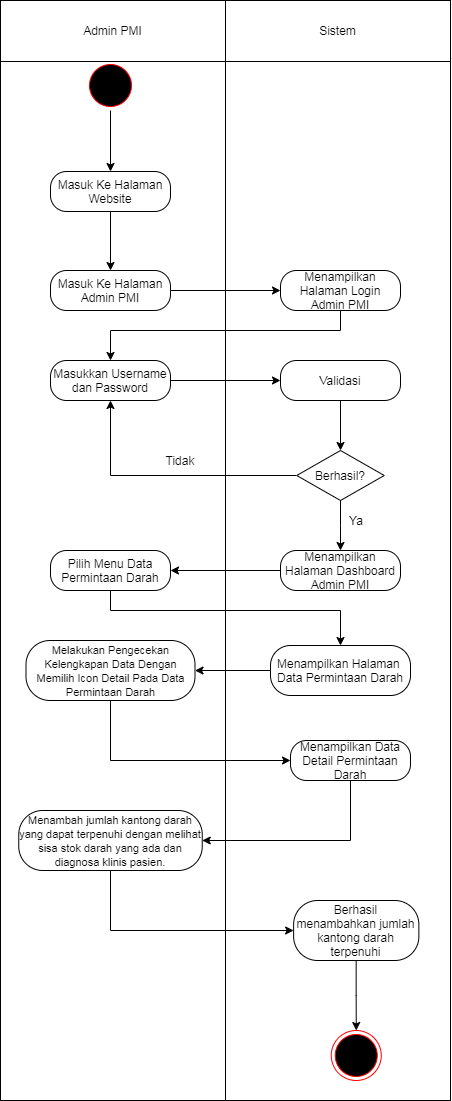 Admin PMI
Sistem
Masuk Ke Halaman
Website
Masuk Ke Halaman
Admin PMI
Menampilkan
Halaman Login
Admin PMI
Masukkan Username
dan Password
Validasi
Tidak
Berhasil?
Ya
Pilih Menu Data
Permintaan Darah
Menampilkan
Halaman Dashboard
Admin PMI
Melakukan Pengecekan
Kelengkapan Data Dengan
Memilih Icon Detail Pada Data
Permintaan Darah
Menampilkan Halaman
Data Permintaan Darah
Menampilkan Data
Detail Permintaan
Darah
Menambah jumlah kantong darah
yang dapat terpenuhi dengan melihat
sisa stok darah yang ada dan
diagnosa klinis pasien.
Berhasil
menambahkan jumlah
kantong darah
terpenuhi